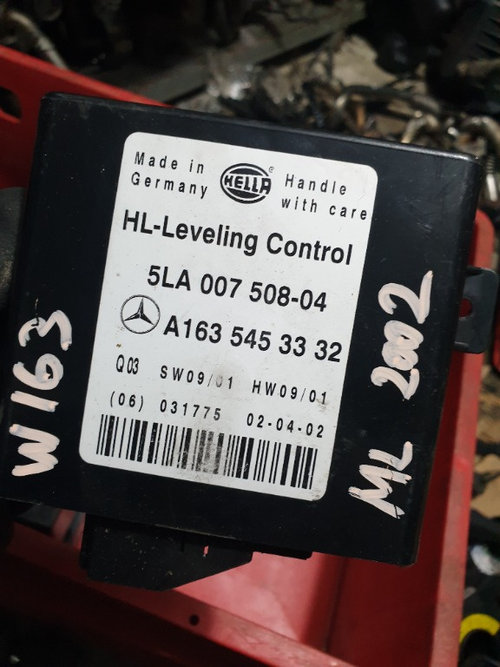 Made in
Germany
HELLA
®
Handle
with care
HL-Leveling Control
5LA 007 508-04
A163 545 33 32
Q03 SW09/01 HW09/01
(06) 031775 02-04-02
W163
ML 2002